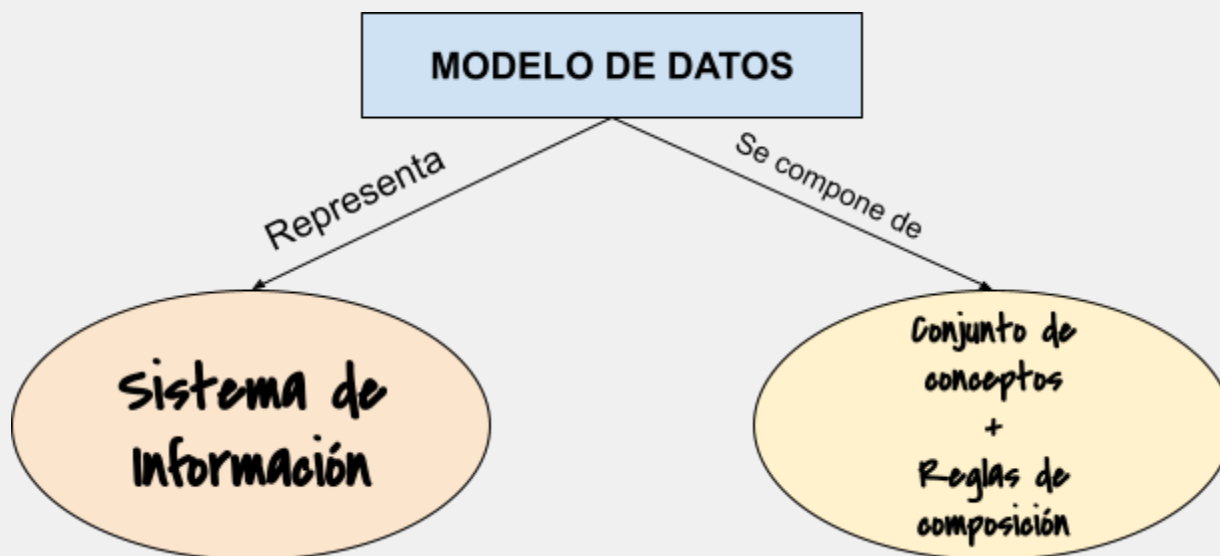 MODELO DE DATOS
Representa
Se compone de
Sistema de
Información
Conjunto de
conceptos
+
Reglas de
composición